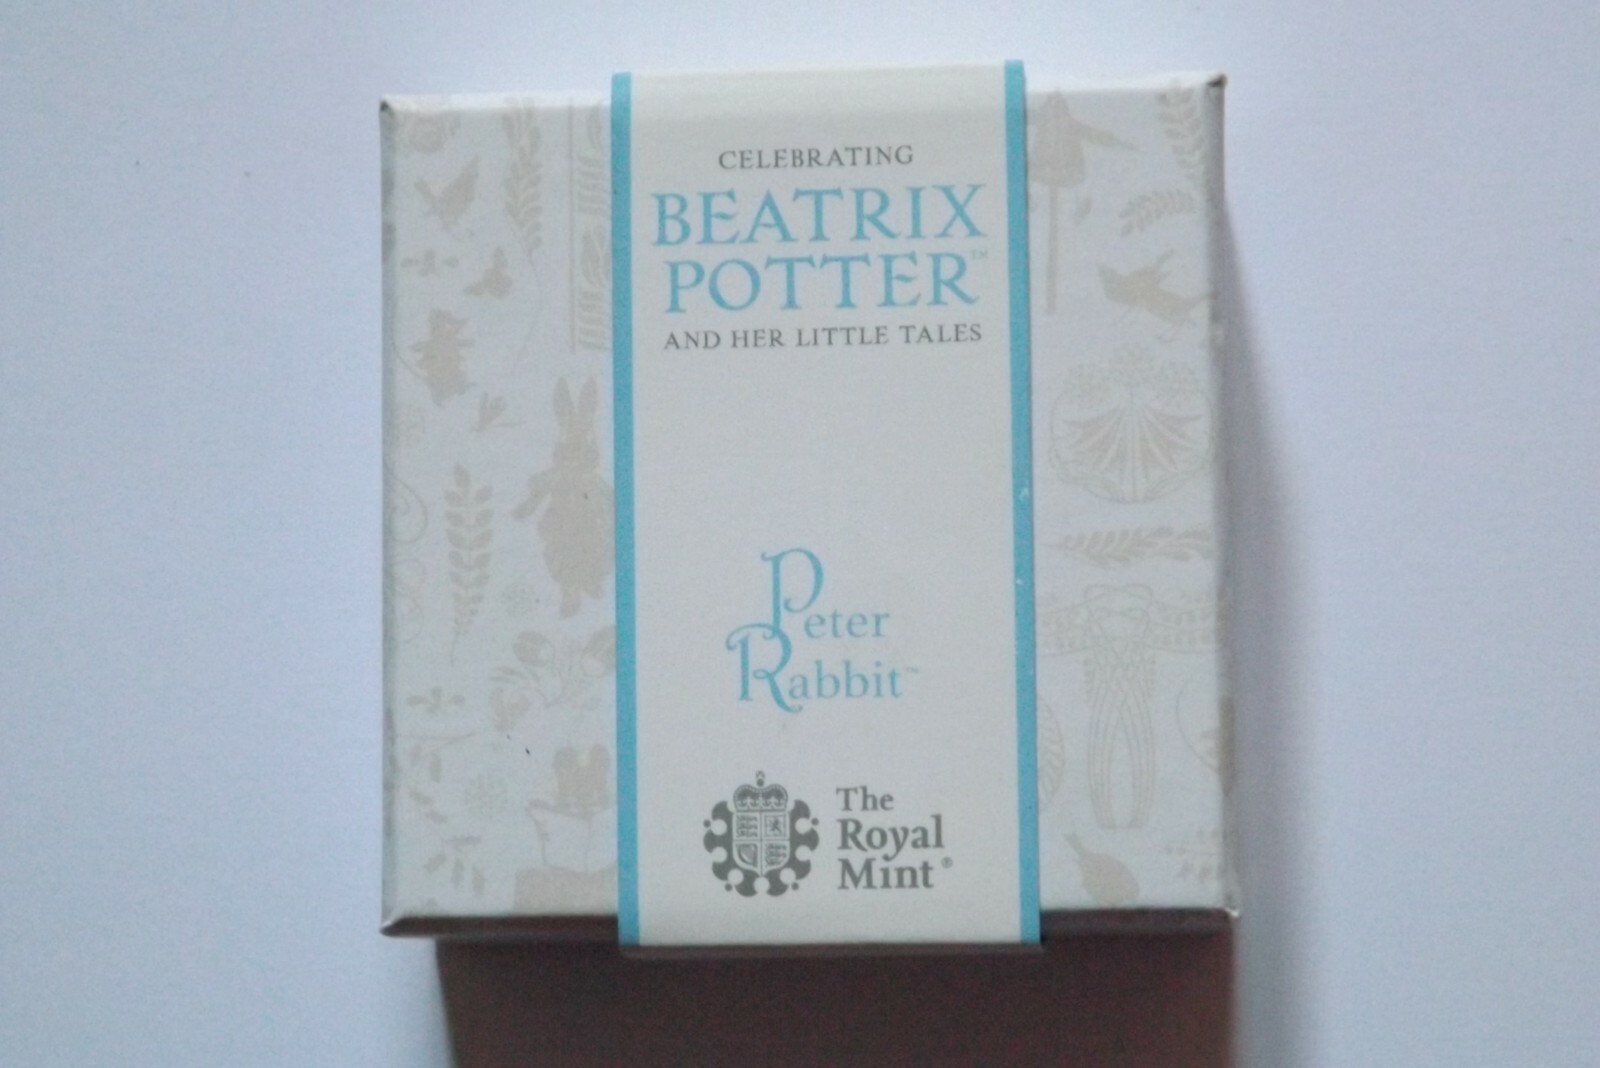 CELEBRATING
BEATRIX
POTTER™
AND HER LITTLE TALES
Peter
Rabbit™
The
Royal
Mint®